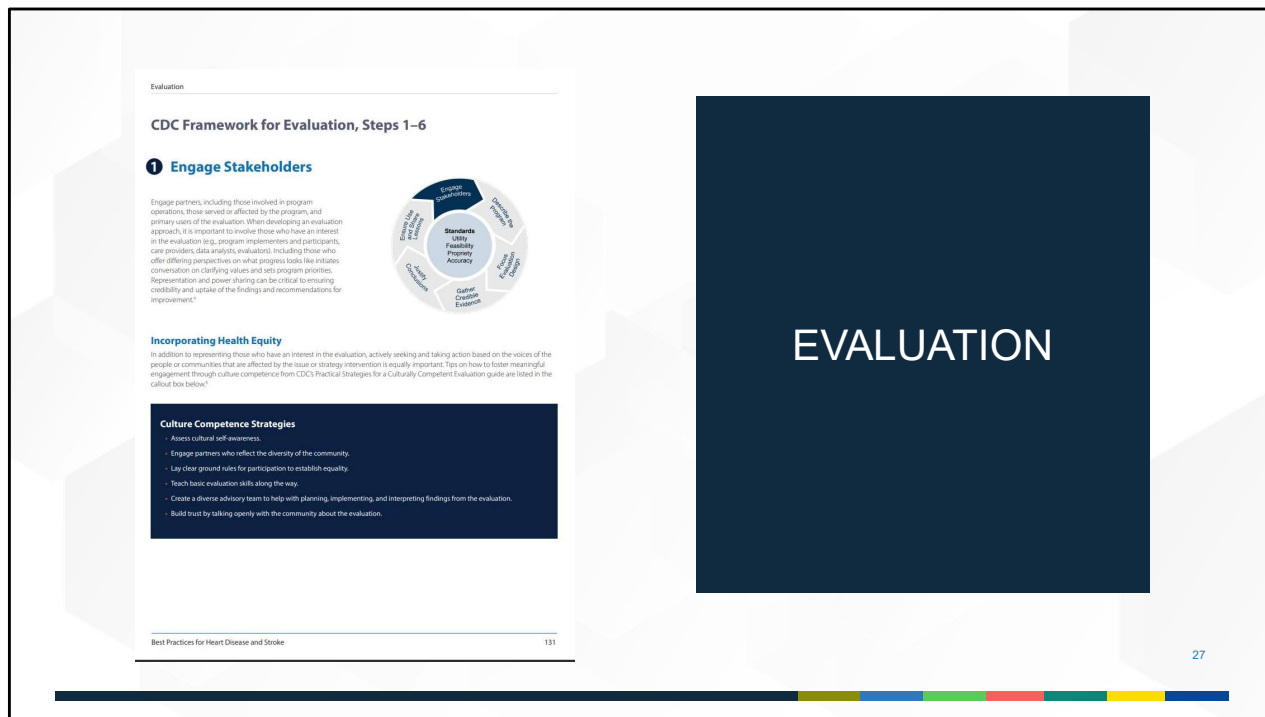 Evaluation
CDC Framework for Evaluation, Steps 1–6
1 Engage Stakeholders
Engage partners, including those involved in program
operations, those served or affected by the program, and
primary users of the evaluation. When developing an evaluation
approach, it is important to involve those who have an interest
in the evaluation (e.g., program implementers and participants,
care providers, data analysts, evaluators). Including those who
offer differing perspectives on what progress looks like initiates
conversation on clarifying values and sets program priorities.
Representation and power sharing can be critical to ensuring
credibility and uptake of the findings and recommendations for
improvement.
Engage
Stakeholders
Describe the
Program
Focus
Evaluation
Design
Gather
Credible
Evidence
Justify
Conclusions
Ensure Use
and Share
Lessons
Standards
Utility
Feasibility
Propriety
Accuracy
Incorporating Health Equity
In addition to representing those who have an interest in the evaluation, actively seeking and taking action based on the voices of the
people or communities that are affected by the issue or strategy intervention is equally important. Tips on how to foster meaningful
engagement through culture competence from CDC's Practical Strategies for a Culturally Competent Evaluation guide are listed in the
callout box below.
Culture Competence Strategies
• Assess cultural self-awareness.
• Engage partners who reflect the diversity of the community.
• Lay clear ground rules for participation to establish equality.
• Teach basic evaluation skills along the way.
• Create a diverse advisory team to help with planning, implementing, and interpreting findings from the evaluation.
• Build trust by talking openly with the community about the evaluation.
Best Practices for Heart Disease and Stroke 131
EVALUATION
27